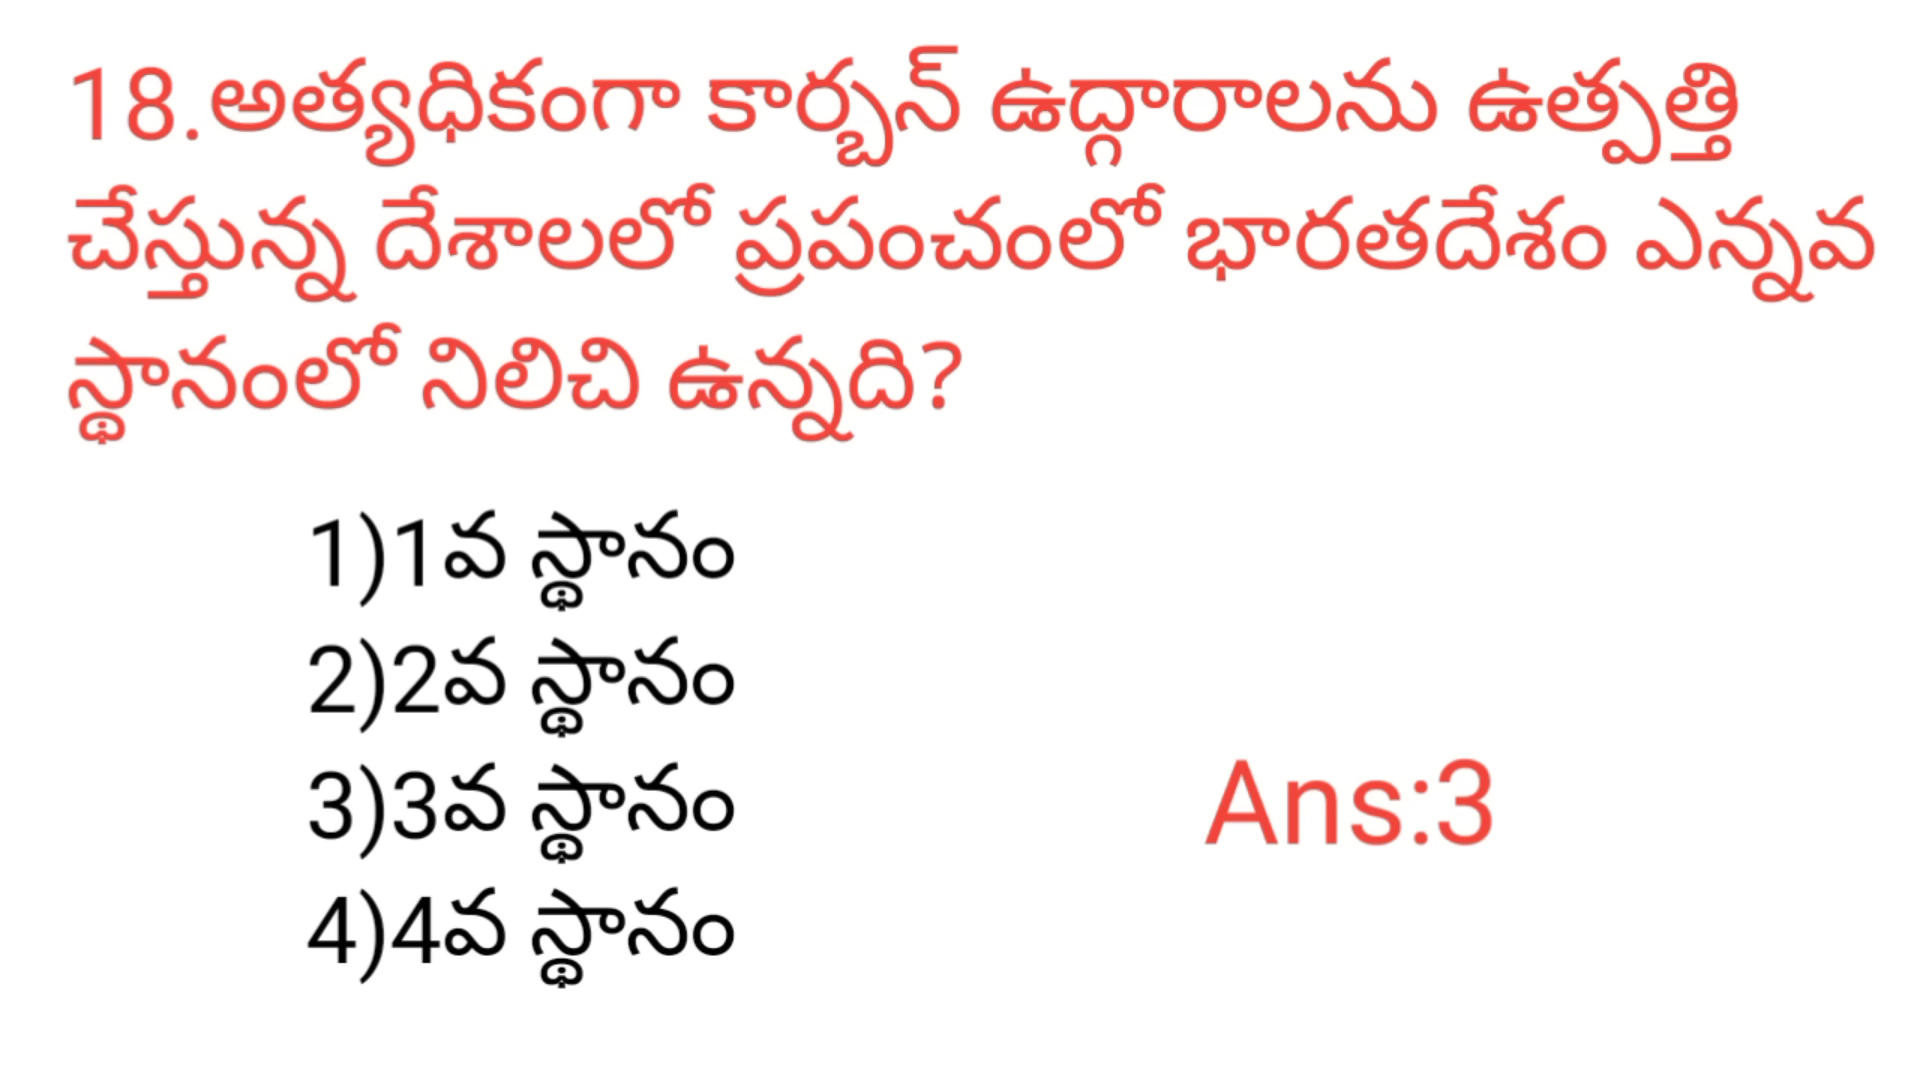 18.అత్యధికంగా కార్బన్ ఉద్గారాలను ఉత్పత్తి
చేస్తున్న దేశాలలో ప్రపంచంలో భారతదేశం ఎన్నవ
స్థానంలో నిలిచి ఉన్నది?
1)1వ స్థానం
2)2వ స్థానం
3)3వ స్థానం
4)4వ స్థానం
Ans:3